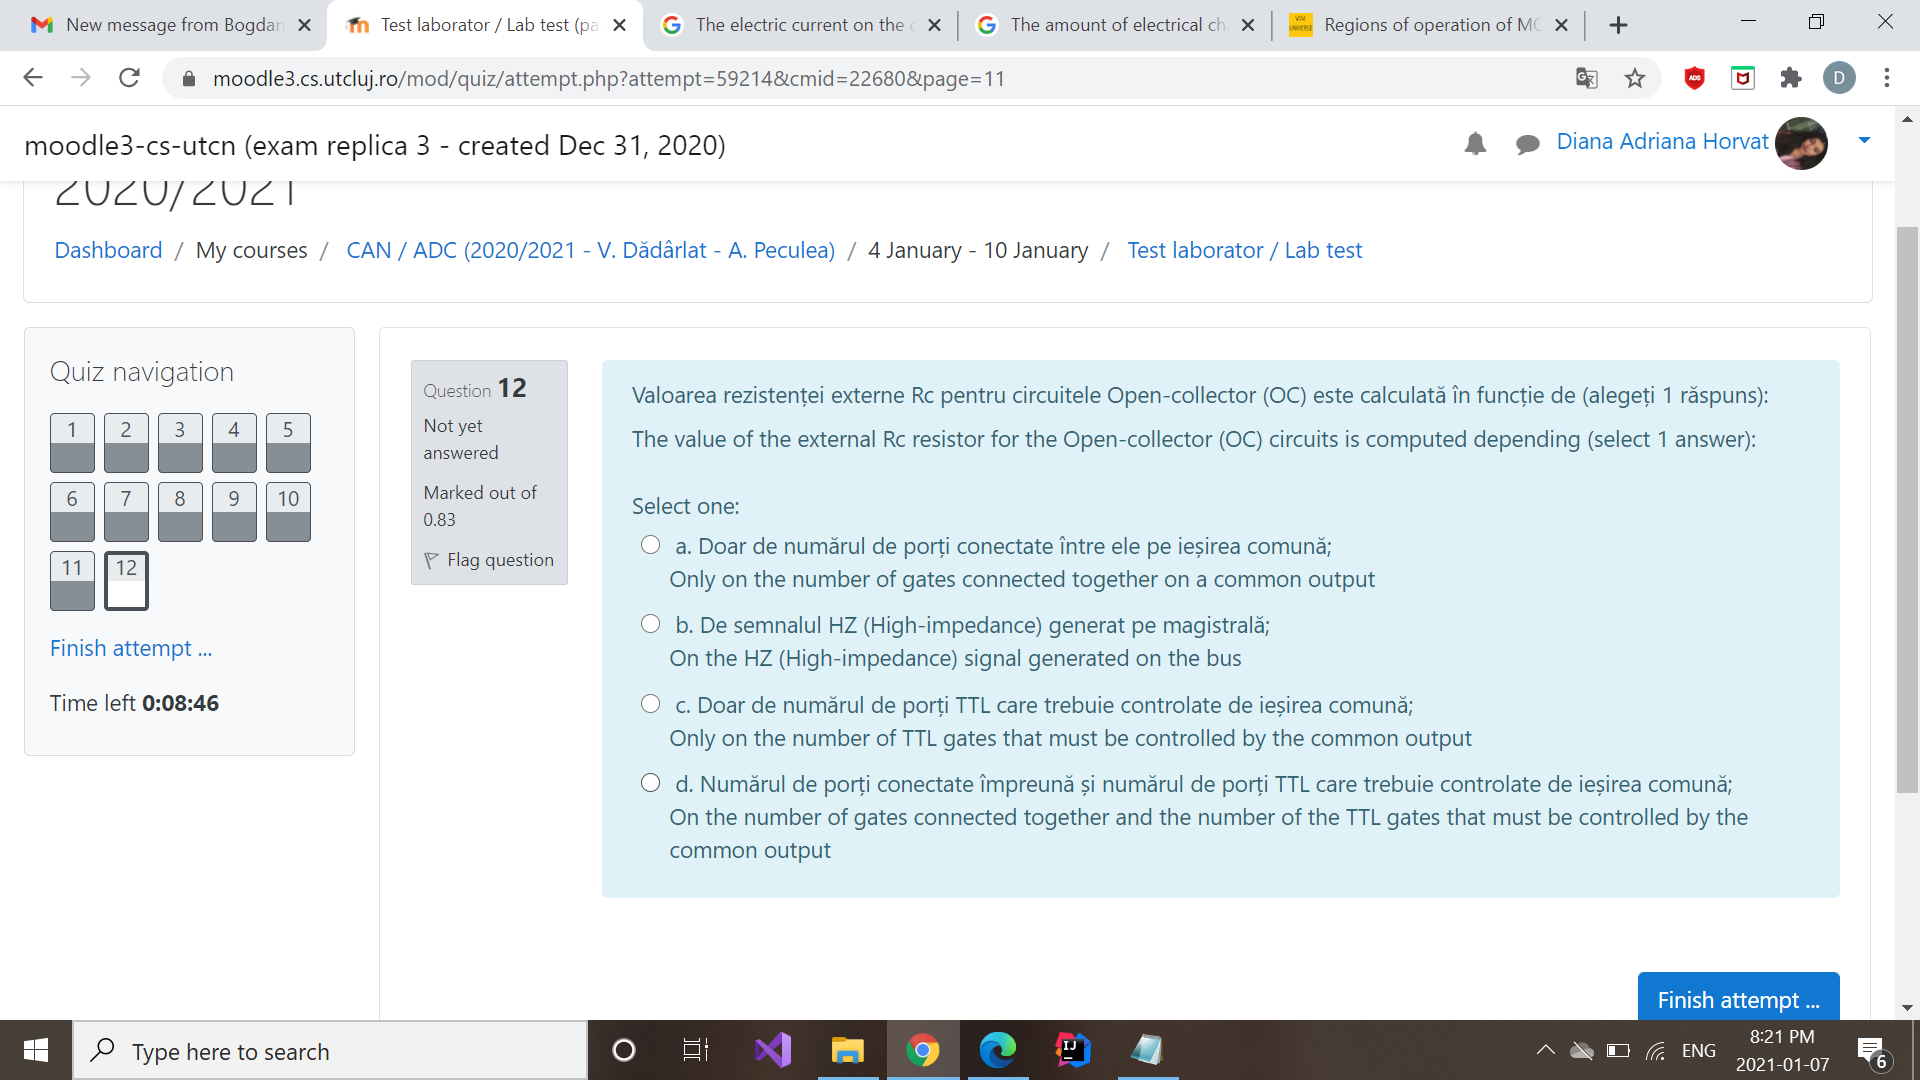 New message from Bogdan
Test laborator / Lab test (pa
The electric current on the
The amount of electrical ch
Regions of operation of MO
moodle3.cs.utcluj.ro/mod/quiz/attempt.php?attempt=59214&cmid=22680&page=11
D
moodle3-cs-utcn (exam replica 3 - created Dec 31, 2020)
Diana Adriana Horvat
2020/2021
Dashboard / My courses / CAN / ADC (2020/2021 - V. Dădârlat - A. Peculea) / 4 January - 10 January / Test laborator / Lab test
Quiz navigation
1 2 3 4 5
6 7 8 9 10
11 12
Finish attempt ...
Time left 0:08:46
Question 12
Not yet
answered
Marked out of
0.83
Flag question
Valoarea rezistenței externe Rc pentru circuitele Open-collector (OC) este calculată în funcție de (alegeți 1 răspuns):
The value of the external Rc resistor for the Open-collector (OC) circuits is computed depending (select 1 answer):
Select one:
a. Doar de numărul de porți conectate între ele pe ieșirea comună;
Only on the number of gates connected together on a common output
b. De semnalul HZ (High-impedance) generat pe magistrală;
On the HZ (High-impedance) signal generated on the bus
c. Doar de numărul de porți TTL care trebuie controlate de ieșirea comună;
Only on the number of TTL gates that must be controlled by the common output
d. Numărul de porți conectate împreună și numărul de porți TTL care trebuie controlate de ieșirea comună;
On the number of gates connected together and the number of the TTL gates that must be controlled by the
common output
Finish attempt ...
Type here to search
ENG
8:21 PM
2021-01-07
6